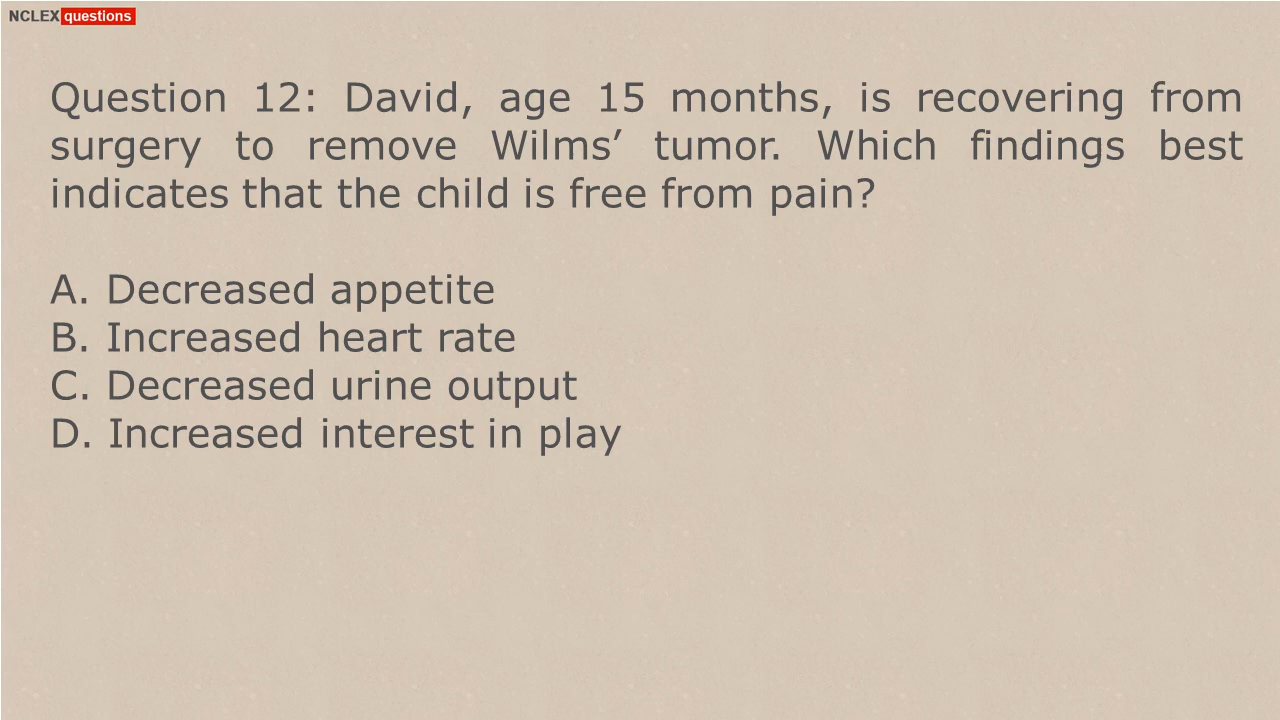 NCLEX questions
Question 12: David, age 15 months, is recovering from
surgery to remove Wilms’ tumor. Which findings best
indicates that the child is free from pain?
A. Decreased appetite
B. Increased heart rate
C. Decreased urine output
D. Increased interest in play